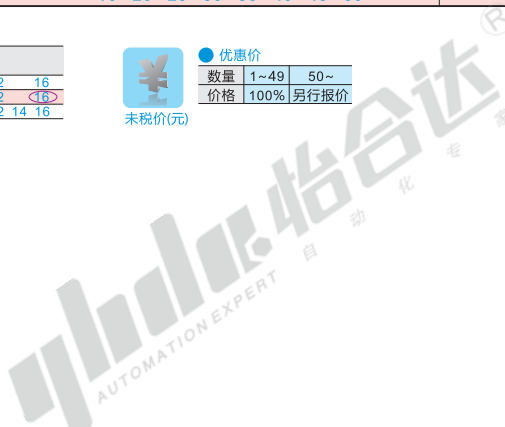 2 16
2 16
2 14 16
¥
未税价(元)
优惠价
数量 1~49 50~
价格 100% 另行报价
怡合达®
自动化专家
AUTOMATION EXPERT